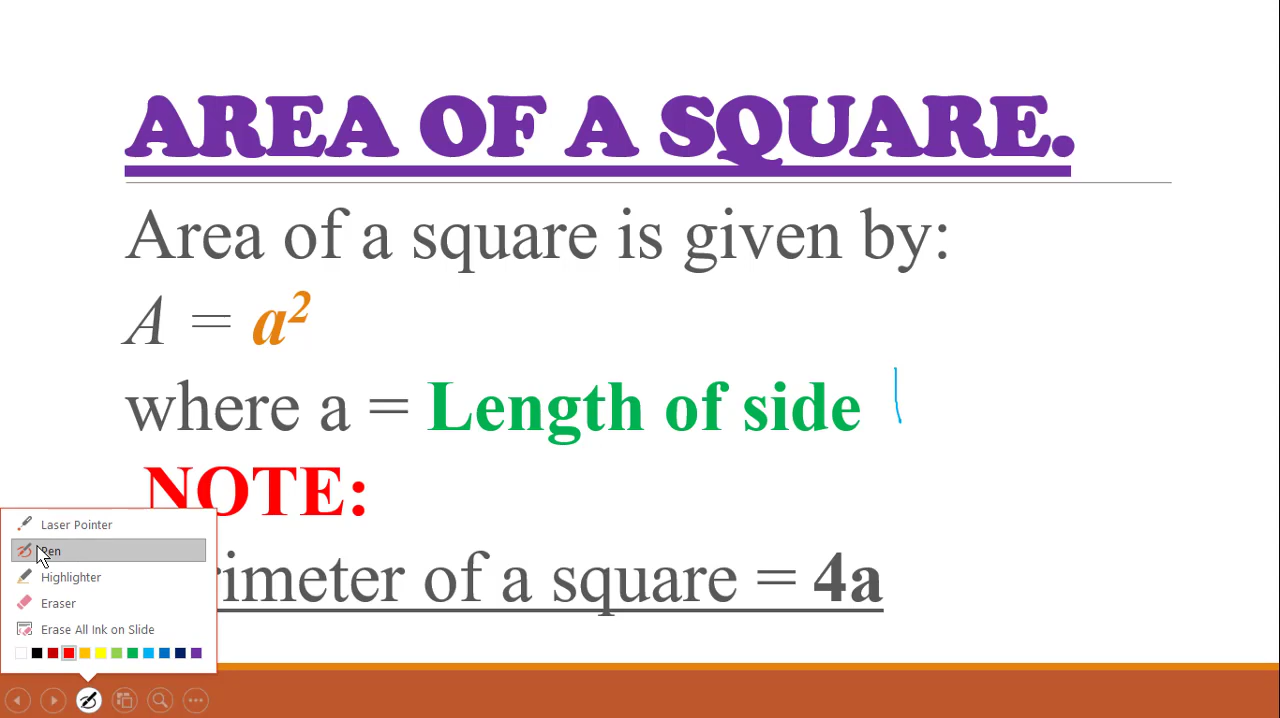 AREA OF A SQUARE.
Area of a square is given by:
A = a²
where a = Length of side
NOTE:
rimeter of a square = 4a
Laser Pointer
Pen
Highlighter
Eraser
Erase All Ink on Slide